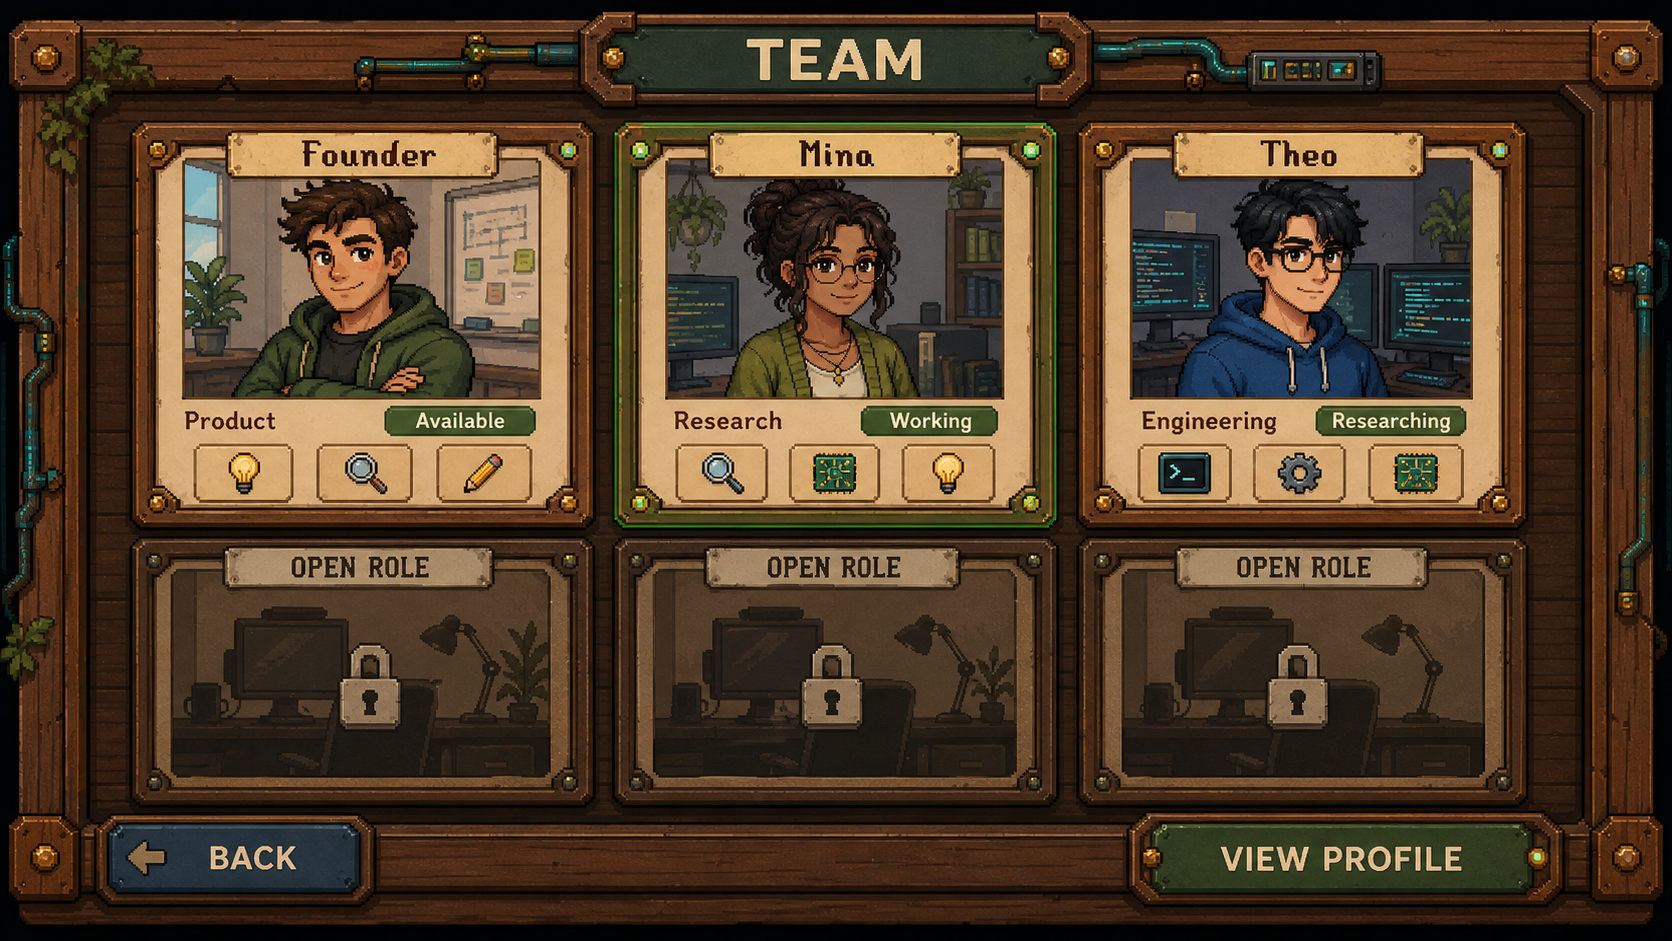 TEAM
Founder
Mina
Theo
Product
Available
Research
Working
Engineering
Researching
>_
OPEN ROLE
OPEN ROLE
OPEN ROLE
BACK
VIEW PROFILE